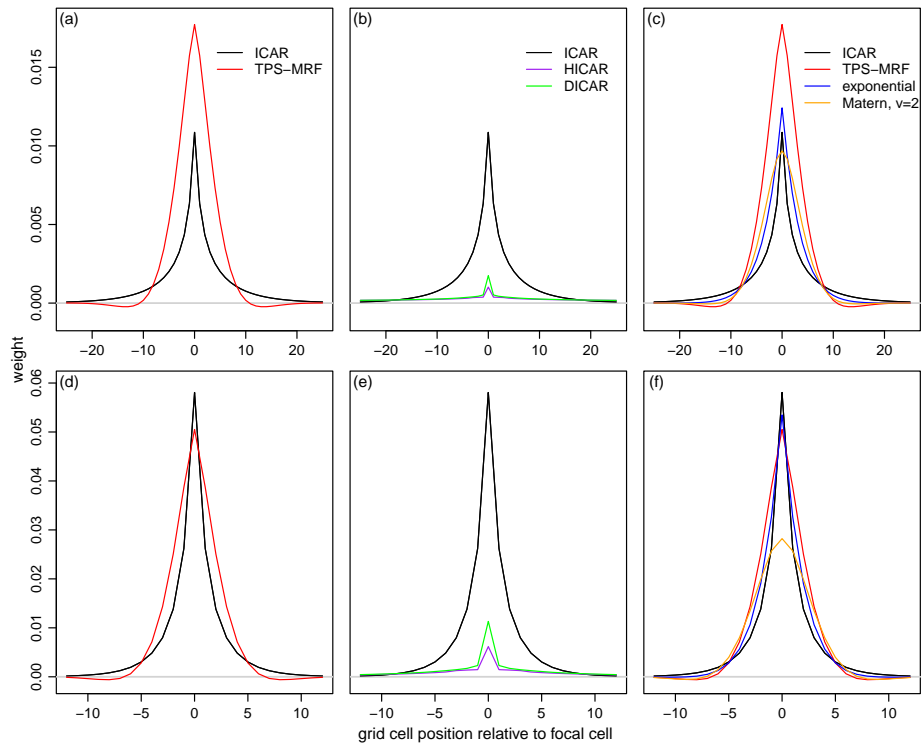 (a)
ICAR
TPS−MRF
(b)
ICAR
HICAR
DICAR
(c)
ICAR
TPS−MRF
exponential
Matern, v=2
0.000
0.005
0.010
0.015
−20 −10 0 10 20
−20 −10 0 10 20
−20 −10 0 10 20
weight
(d)
(e)
(f)
0.00
0.01
0.02
0.03
0.04
0.05
0.06
−10 −5 0 5 10
−10 −5 0 5 10
−10 −5 0 5 10
grid cell position relative to focal cell